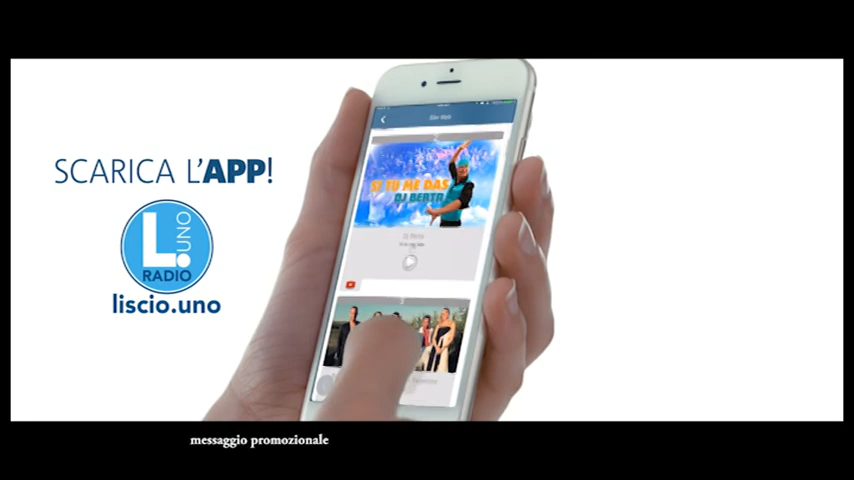 SCARICA L'APP!
L.UNO
RADIO
liscio.uno
SI TU ME DAS
DJ BERTA
messaggio promozionale